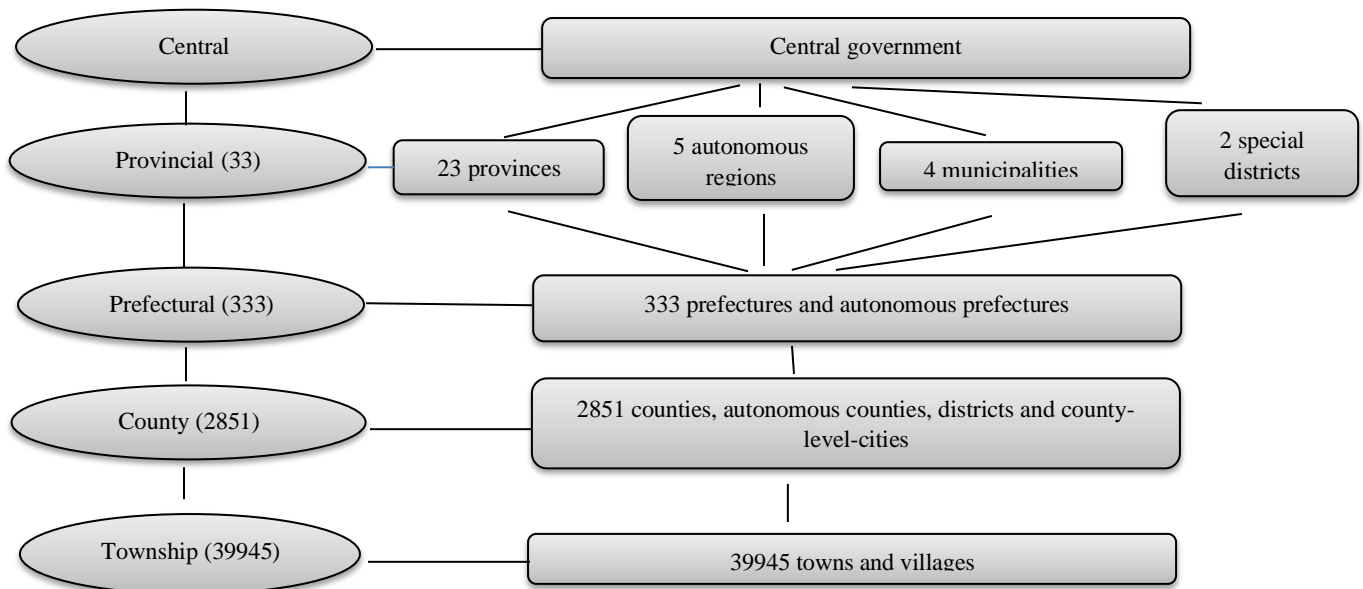 Central
Central government
Provincial (33)
23 provinces
5 autonomous
regions
4 municipalities
2 special
districts
Prefectural (333)
333 prefectures and autonomous prefectures
County (2851)
2851 counties, autonomous counties, districts and county-
level-cities
Township (39945)
39945 towns and villages